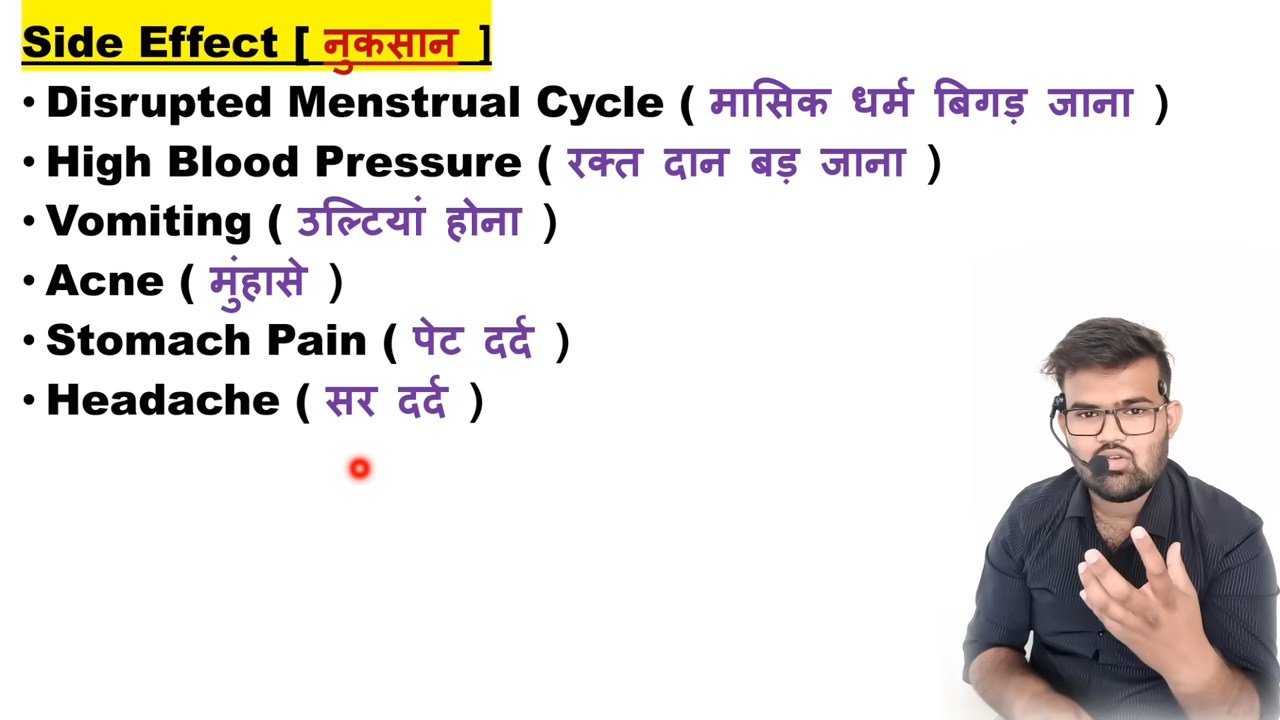 Side Effect [ नुकसान ]
• Disrupted Menstrual Cycle ( मासिक धर्म बिगड़ जाना )
• High Blood Pressure ( रक्त दान बड़ जाना )
• Vomiting ( उल्टियां होना )
• Acne ( मुंहासे )
• Stomach Pain ( पेट दर्द )
• Headache ( सर दर्द )